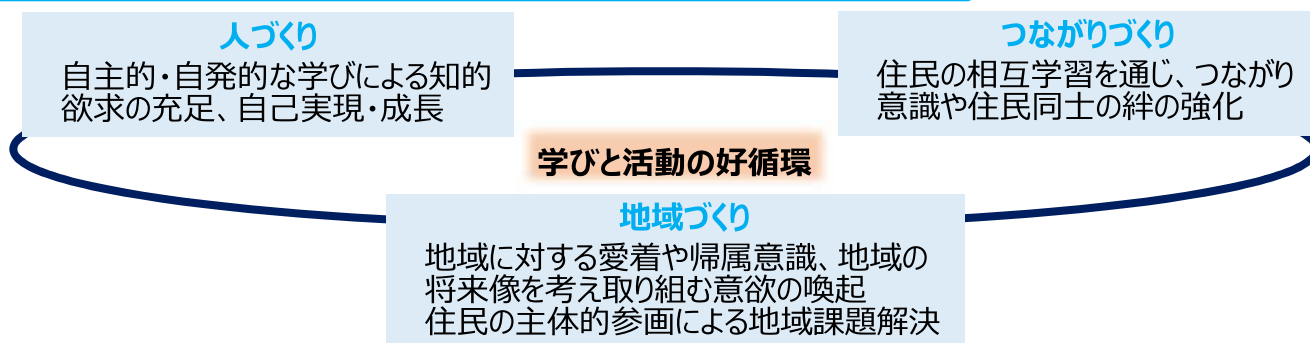 人づくり
自主的・自発的な学びによる知的
欲求の充足、自己実現・成長
つながりづくり
住民の相互学習を通じ、つながり
意識や住民同士の絆の強化
学びと活動の好循環
地域づくり
地域に対する愛着や帰属意識、地域の
将来像を考え取り組む意欲の喚起
住民の主体的参画による地域課題解決